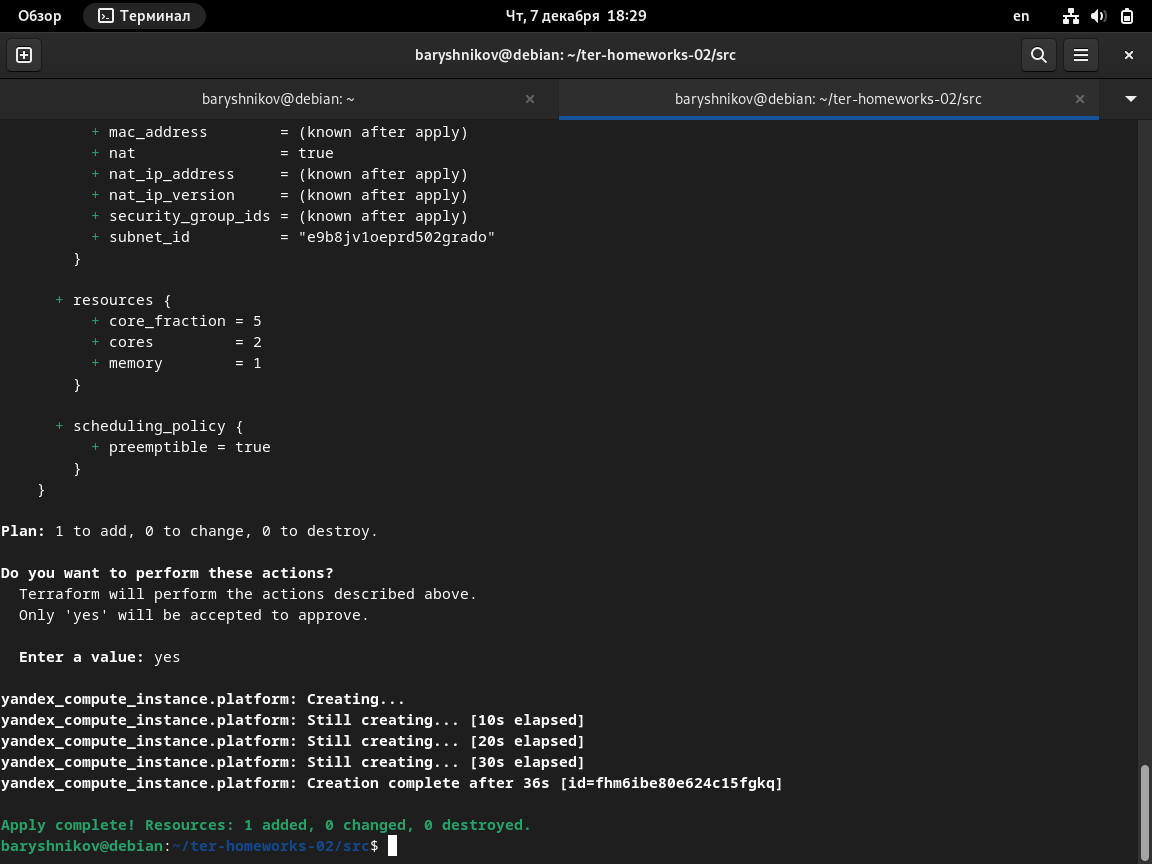 Обзор Терминал Чт, 7 декабря 18:29 en
baryshnikov@debian: ~/ter-homeworks-02/src
baryshnikov@debian: ~ baryshnikov@debian: ~/ter-homeworks-02/src
+ mac_address = (known after apply)
+ nat = true
+ nat_ip_address = (known after apply)
+ nat_ip_version = (known after apply)
+ security_group_ids = (known after apply)
+ subnet_id = "e9b8jv1oeprd502grado"
}
+ resources {
+ core_fraction = 5
+ cores = 2
+ memory = 1
}
+ scheduling_policy {
+ preemptible = true
}
}
Plan: 1 to add, 0 to change, 0 to destroy.
Do you want to perform these actions?
Terraform will perform the actions described above.
Only 'yes' will be accepted to approve.
Enter a value: yes
yandex_compute_instance.platform: Creating...
yandex_compute_instance.platform: Still creating... [10s elapsed]
yandex_compute_instance.platform: Still creating... [20s elapsed]
yandex_compute_instance.platform: Still creating... [30s elapsed]
yandex_compute_instance.platform: Creation complete after 36s [id=fhm6ibe80e624c15fgkq]
Apply complete! Resources: 1 added, 0 changed, 0 destroyed.
baryshnikov@debian:~/ter-homeworks-02/src$